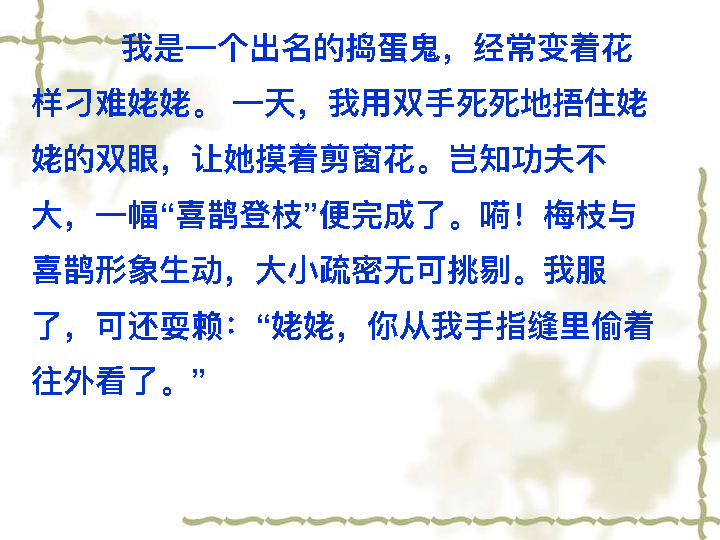 我是一个出名的捣蛋鬼，经常变着花
样刁难姥姥。 一天，我用双手死死地捂住姥
姥的双眼，让她摸着剪窗花。岂知功夫不
大，一幅“喜鹊登枝”便完成了。嗬！梅枝与
喜鹊形象生动，大小疏密无可挑剔。我服
了，可还耍赖：“姥姥，你从我手指缝里偷着
往外看了。”